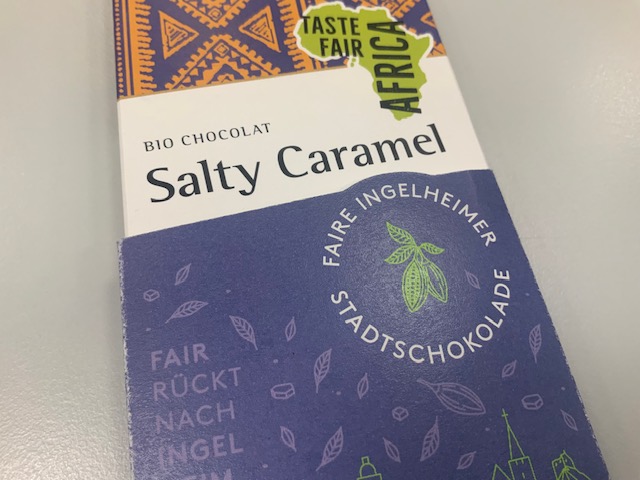 TASTE
FAIR
AFRICA
BIO CHOCOLAT
Salty Caramel
FAIRE INGELHEIMER
STADTSCHOKOLADE
FAIR
RÜCKT
NACH
INGEL